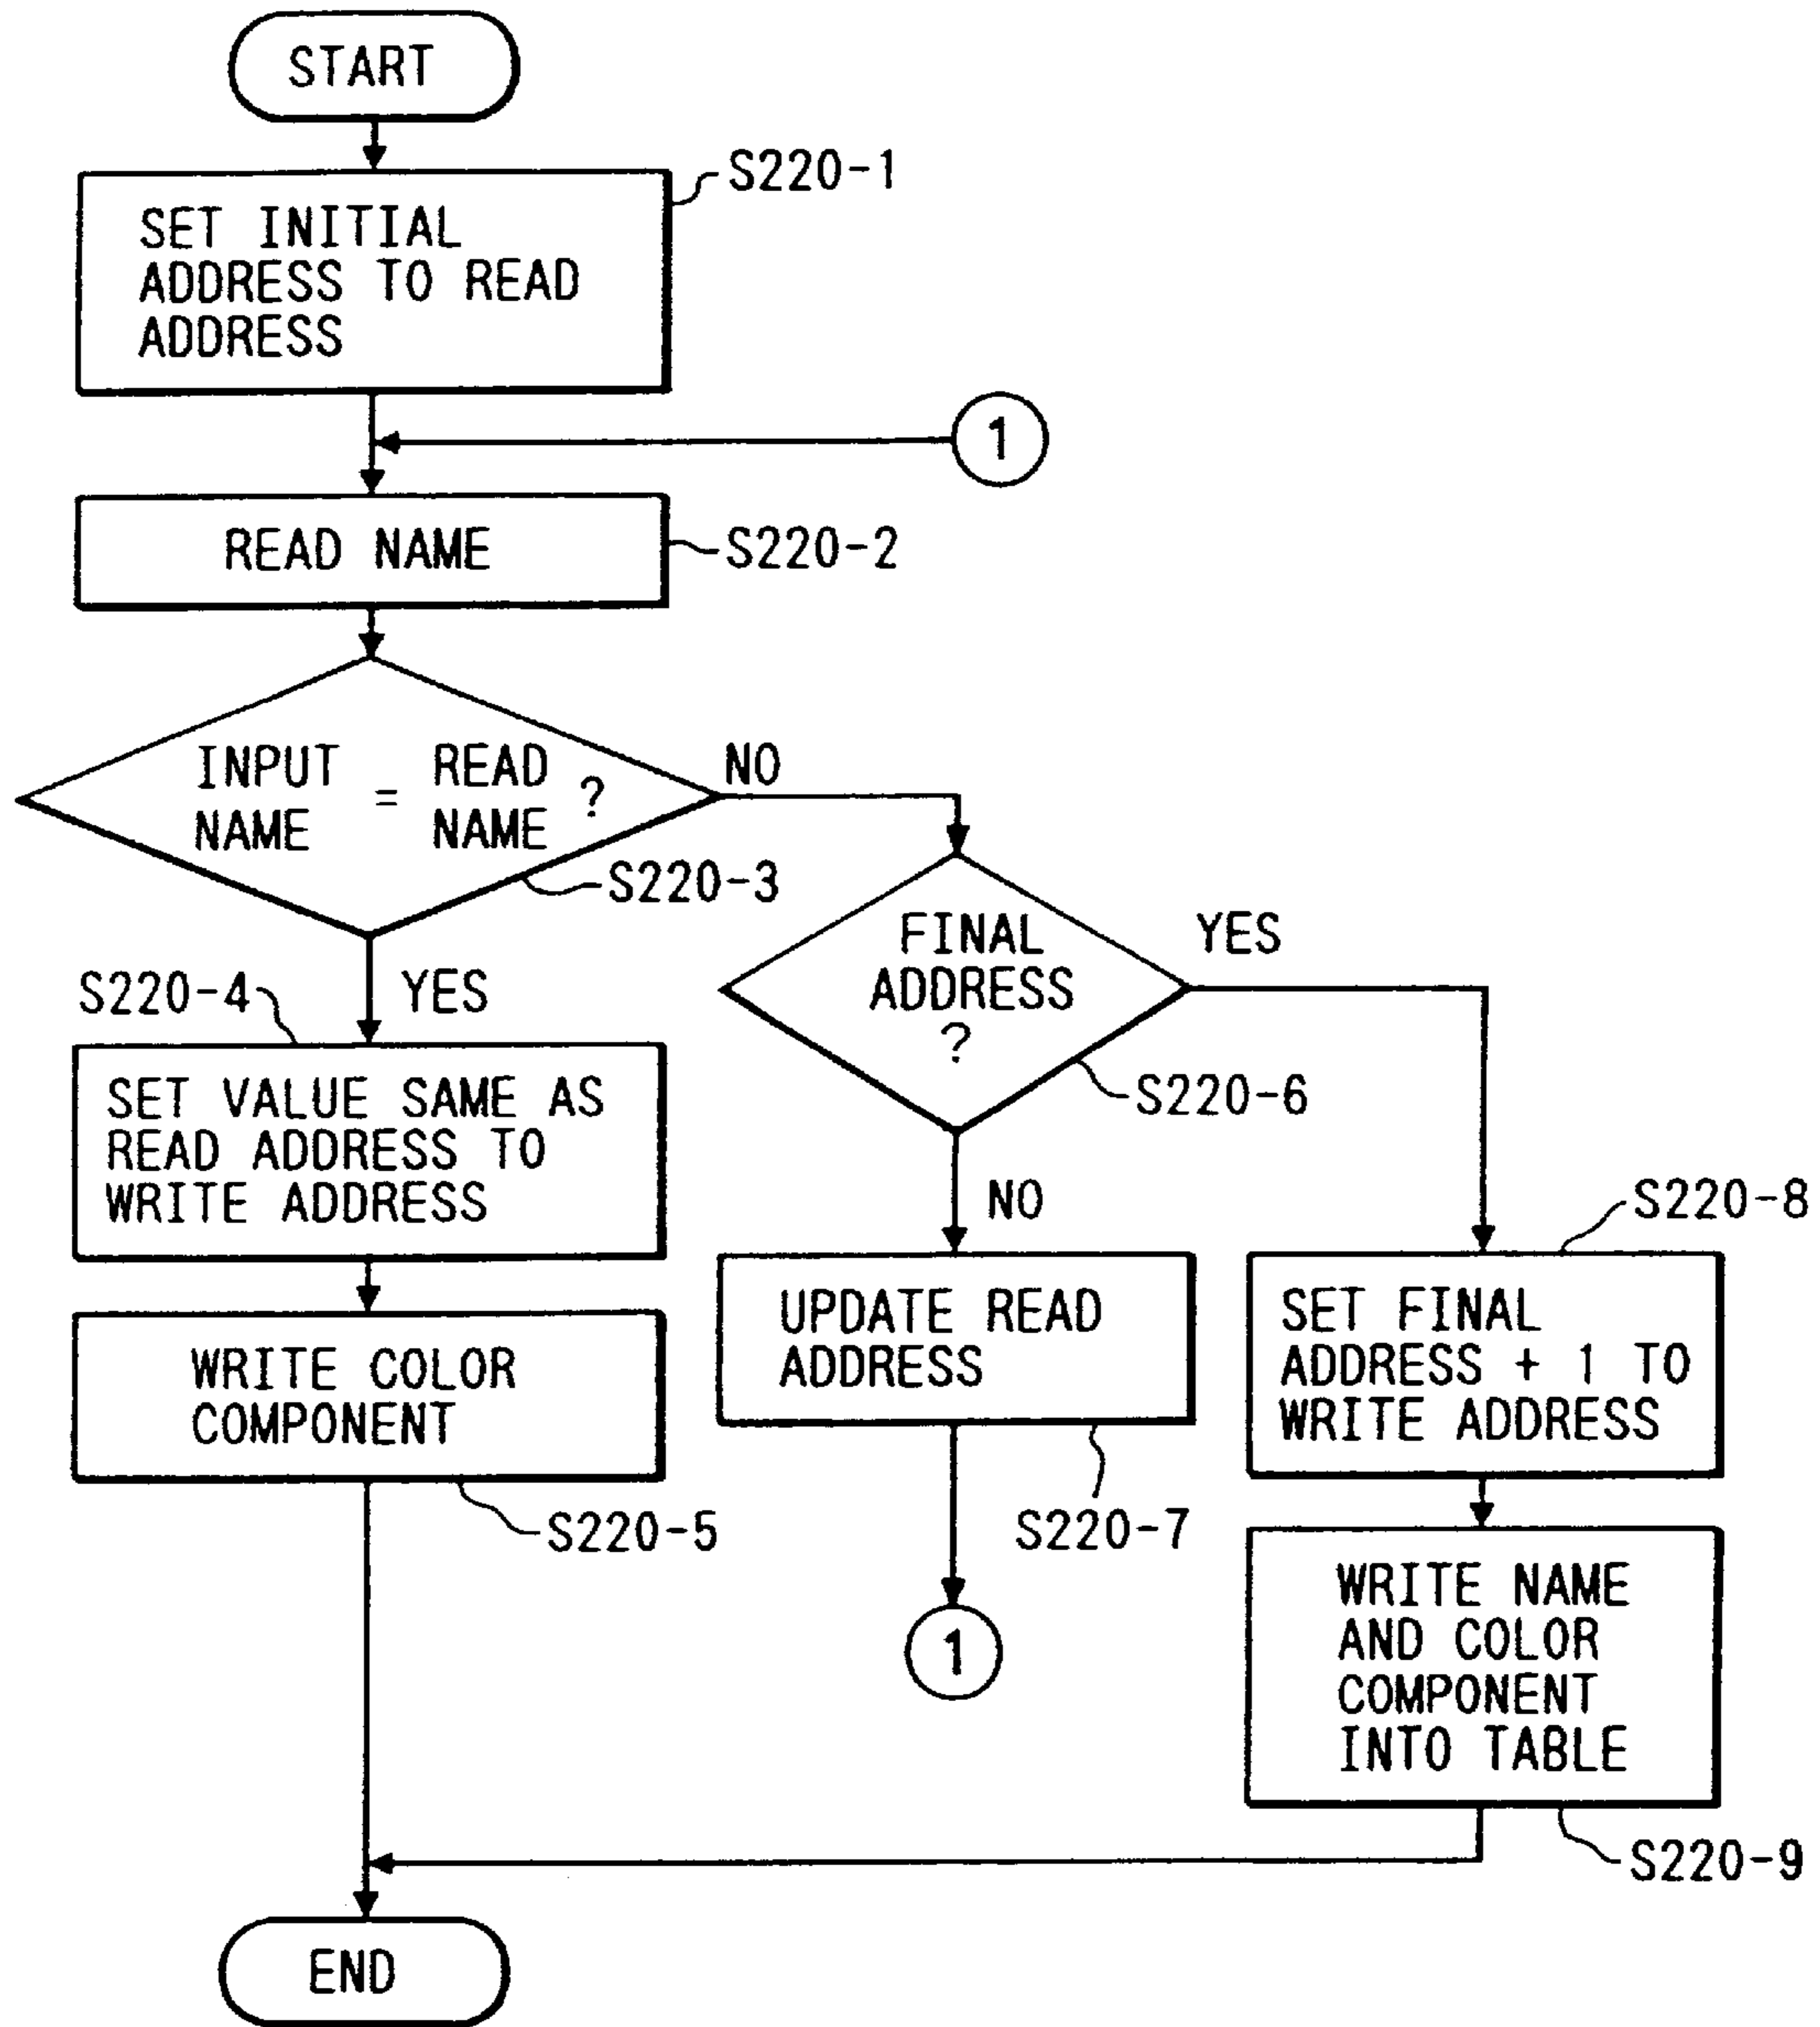 START
S220-1
SET INITIAL
ADDRESS TO READ
ADDRESS
1
READ NAME
S220-2
INPUT NAME = READ NAME ?
NO
S220-3
YES
S220-4
SET VALUE SAME AS
READ ADDRESS TO
WRITE ADDRESS
WRITE COLOR
COMPONENT
S220-5
FINAL
ADDRESS
?
YES
S220-6
NO
UPDATE READ
ADDRESS
S220-7
1
S220-8
SET FINAL
ADDRESS + 1 TO
WRITE ADDRESS
WRITE NAME
AND COLOR
COMPONENT
INTO TABLE
S220-9
END